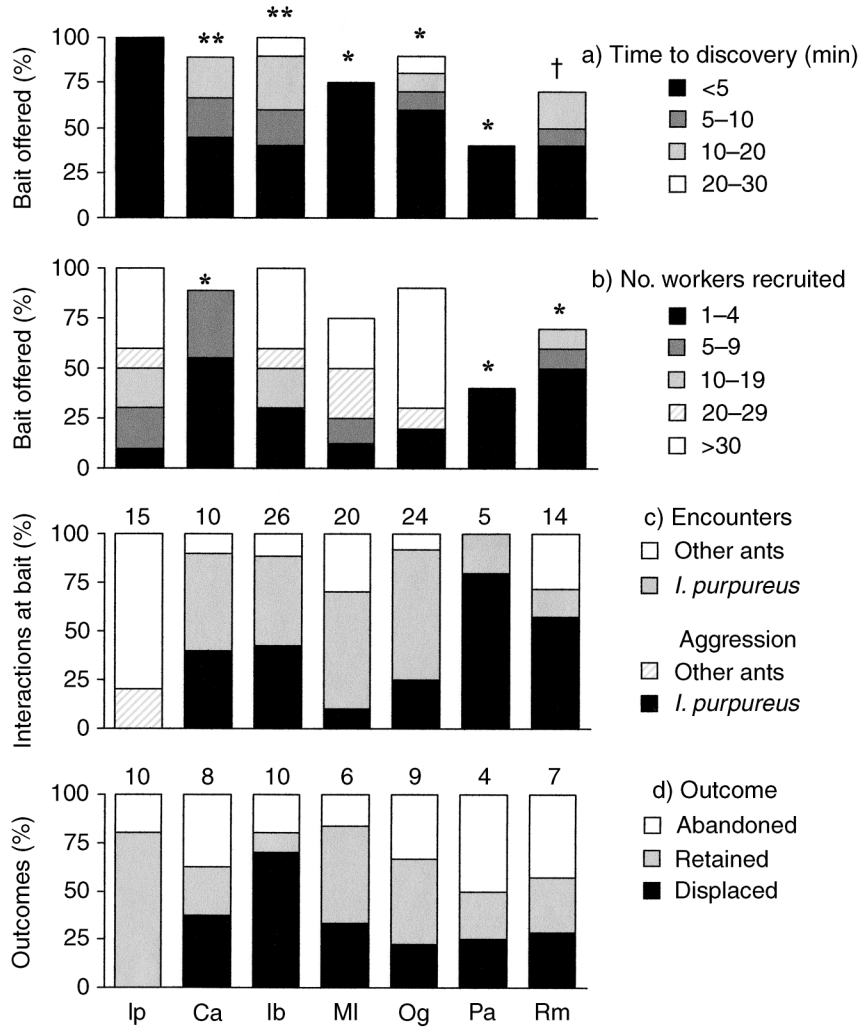 a) Time to discovery (min)
Bait offered (%)
100
75
50
25
0
** ** * * * †
<5
5–10
10–20
20–30
b) No. workers recruited
Bait offered (%)
100
75
50
25
0
* * *
1–4
5–9
10–19
20–29
>30
c) Encounters
Interactions at bait (%)
100
75
50
25
0
15 10 26 20 24 5 14
Other ants
I. purpureus
Aggression
Other ants
I. purpureus
d) Outcome
Outcomes (%)
100
75
50
25
0
10 8 10 6 9 4 7
Abandoned
Retained
Displaced
Ip Ca Ib Ml Og Pa Rm